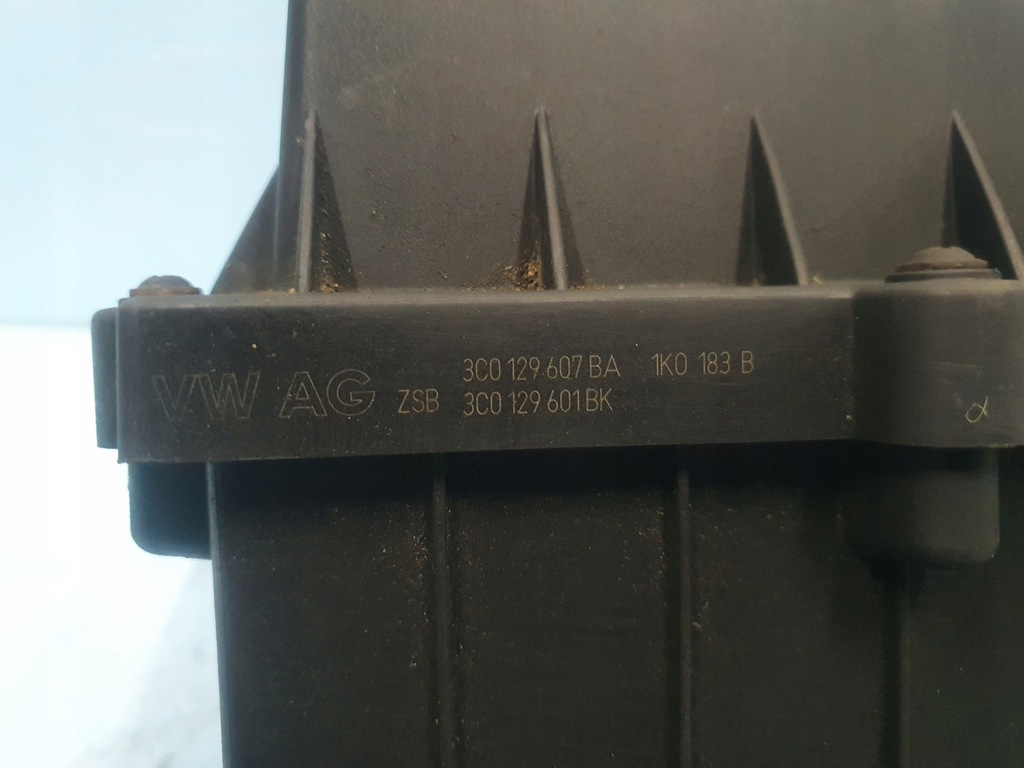 VW AG
3C0 129 607 BA 1K0 183 B
ZSB 3C0 129 601 BK